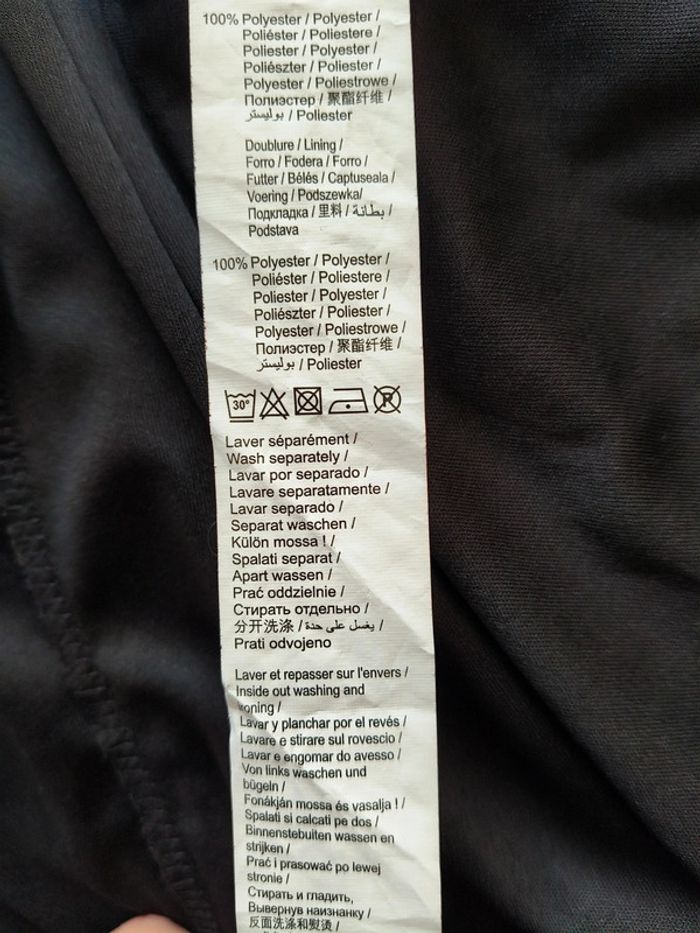 100% Polyester / Polyester /
Poliéster / Poliestere /
Poliester / Polyester /
Poliészter / Poliester /
Polyester / Poliestrowe /
Полиэстер / 聚酯纤维 /
بوليستر / Poliester
Doublure / Lining /
Forro / Fodera / Forro /
Futter / Bélés / Captuseala /
Voering / Podszewka/
Подкладка / 里料 / بطانة /
Podstava
100% Polyester / Polyester /
Poliéster / Poliestere /
Poliester / Polyester /
Poliészter / Poliester /
Polyester / Poliestrowe /
Полиэстер / 聚酯纤维 /
بوليستر / Poliester
30° P
Laver séparément /
Wash separately /
Lavar por separado /
Lavare separatamente /
Lavar separado /
Separat waschen /
Külön mossa ! /
Spalati separat /
Apart wassen /
Prać oddzielnie /
Стирать отдельно /
分开洗涤 / يغسل على حدة /
Prati odvojeno
Laver et repasser sur l'envers /
Inside out washing and
ironing /
Lavar y planchar por el revés /
Lavare e stirare sul rovescio /
Lavar e engomar do avesso /
Von links waschen und
bügeln /
Fonákján mossa és vasalja ! /
Spalati si calcati pe dos /
Binnenstebuiten wassen en
strijken /
Prać i prasować po lewej
stronie /
Стирать и гладить,
Вывернув наизнанку /
反面洗涤和熨烫 /